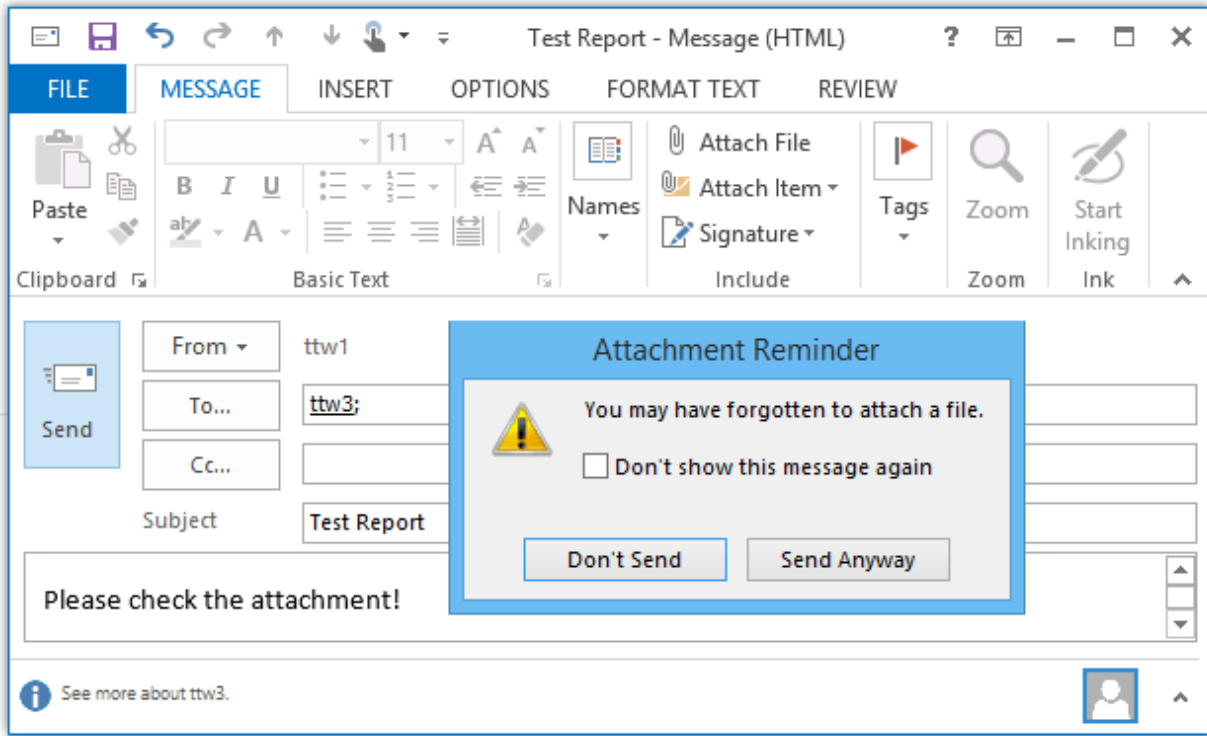 Test Report - Message (HTML) ?
FILE MESSAGE INSERT OPTIONS FORMAT TEXT REVIEW
Paste
Clipboard
11 A A
B I U
ab A
Basic Text
Names
Attach File
Attach Item
Signature
Include
Tags
Zoom
Zoom
Start
Inking
Ink
Send
From ttw1
To... ttw3;
Cc...
Subject Test Report
Please check the attachment!
Attachment Reminder
You may have forgotten to attach a file.
Don't show this message again
Don't Send Send Anyway
See more about ttw3.